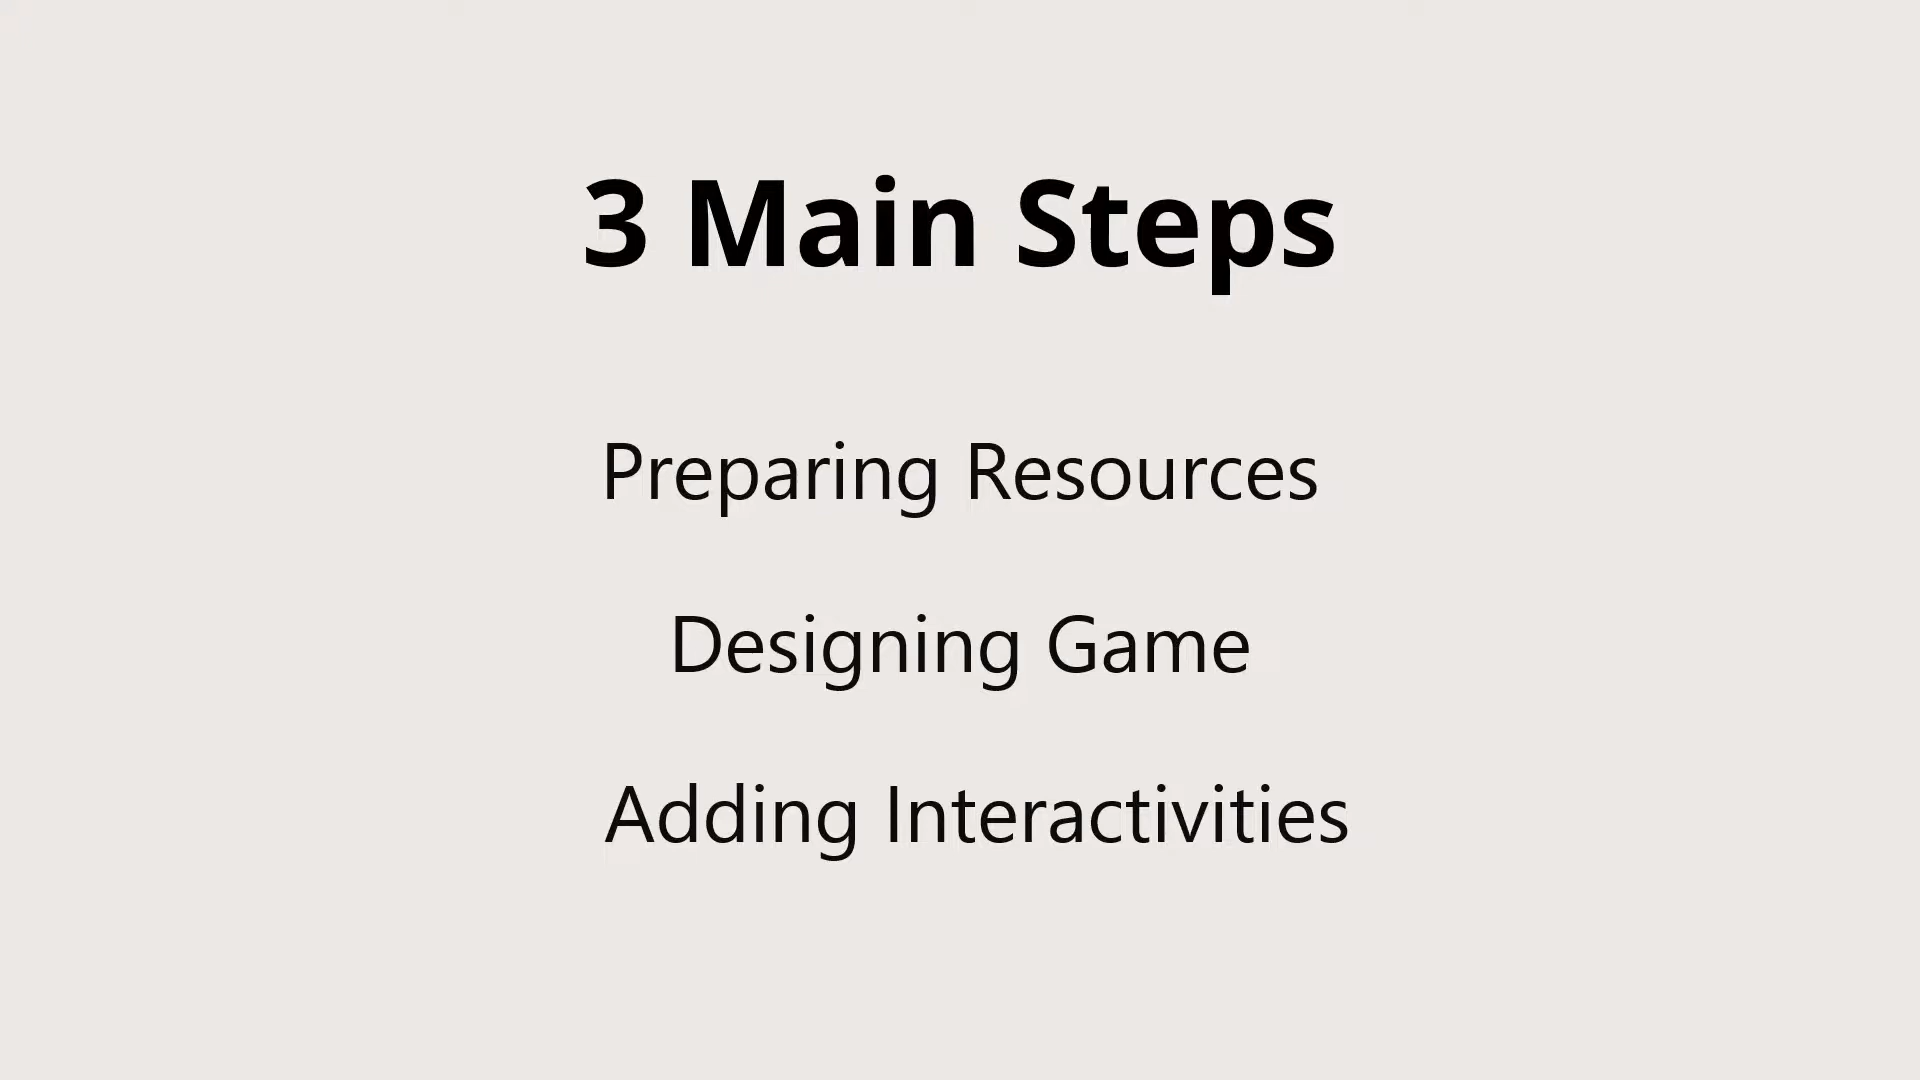 3 Main Steps
Preparing Resources
Designing Game
Adding Interactivities